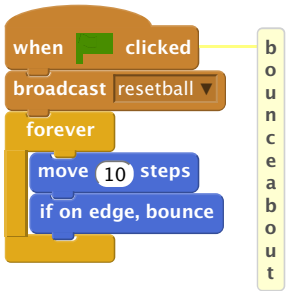 when clicked
broadcast resetball
forever
move 10 steps
if on edge, bounce
b
o
u
n
c
e
a
b
o
u
t